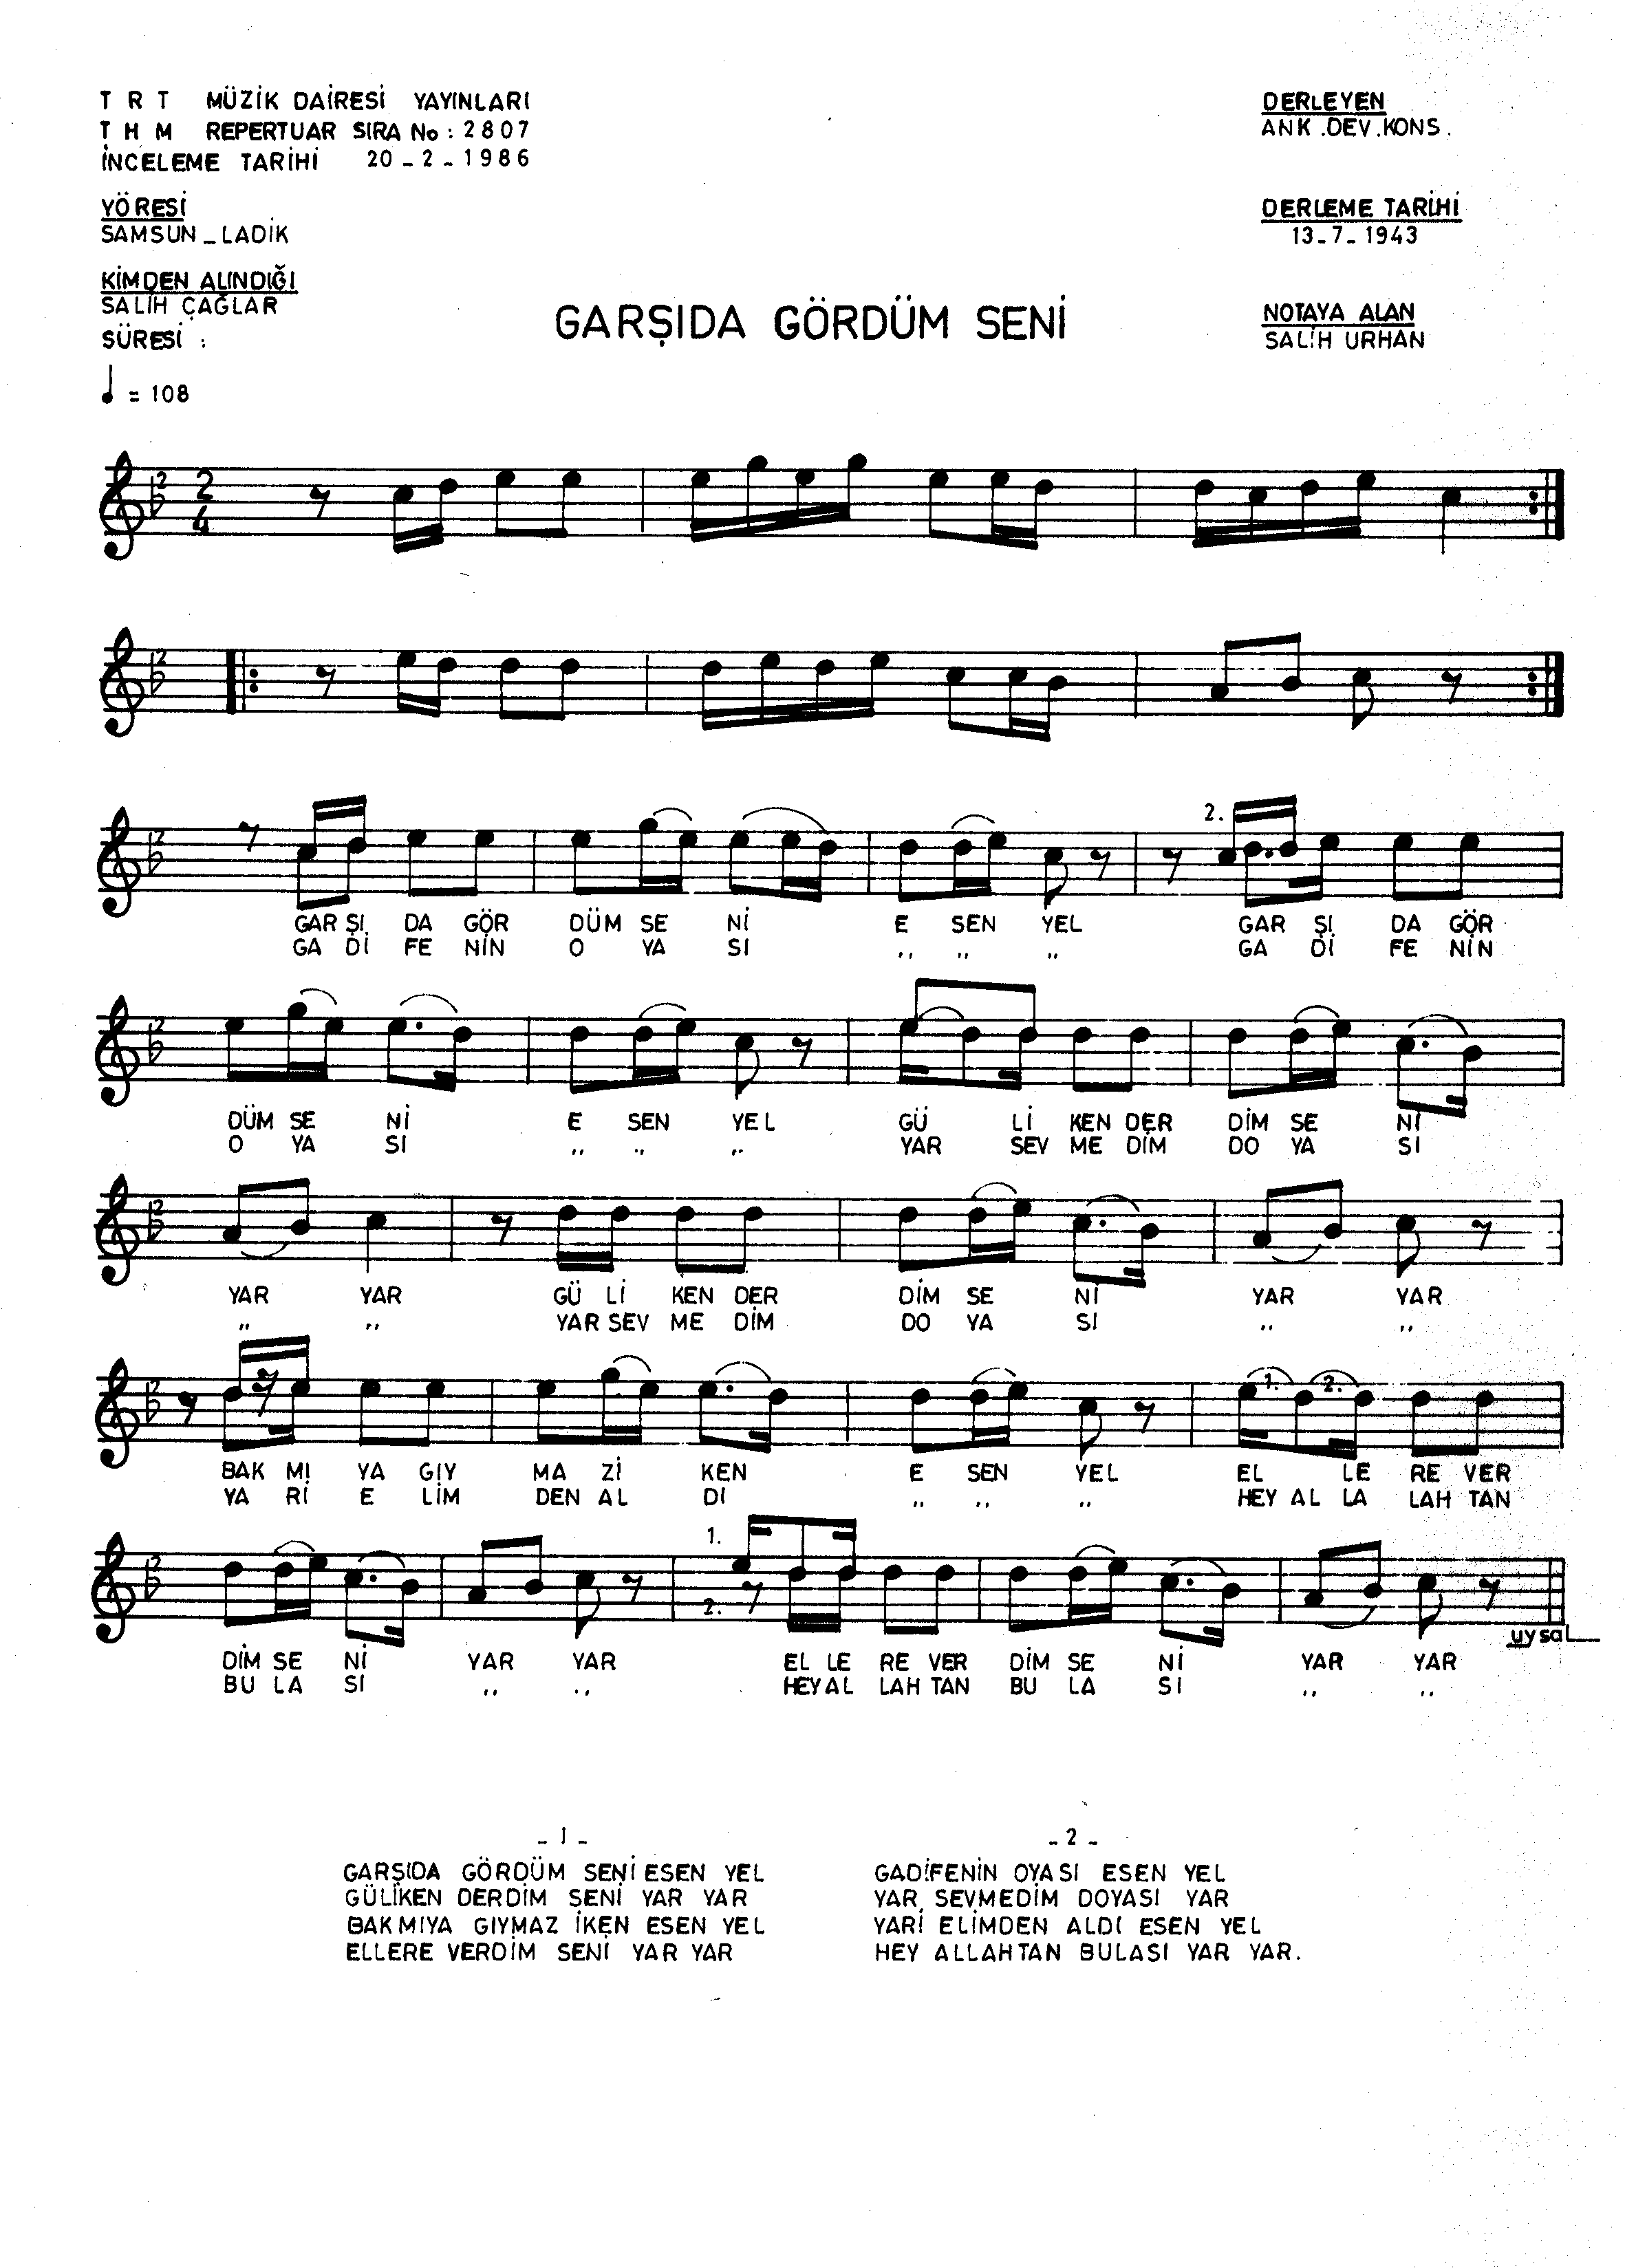 T R T MÜZİK DAİRESİ YAYINLARI
T H M REPERTUAR SIRA No : 2807
İNCELEME TARİHİ 20_2_1986
DERLEYEN
ANK.DEV.KONS.
YÖRESİ
SAMSUN_LADİK
DERLEME TARİHİ
13_7_1943
KİMDEN ALINDIĞI
SALİH ÇAĞLAR
SÜRESİ :
GARŞIDA GÖRDÜM SENİ
NOTAYA ALAN
SALİH URHAN
= 108
2
2
4
2
2
2.
GAR ŞI DA GÖR DÜM SE Nİ E SEN YEL GAR ŞI DA GÖR
GA Dİ FE NİN O YA SI ,, ,, ,, GA Dİ FE NİN
2
DÜM SE Nİ E SEN YEL GÜ Lİ KEN DER DİM SE Nİ
O YA SI ,, ,, ,, YAR SEV ME DİM DO YA SI
2
YAR YAR GÜ Lİ KEN DER DİM SE Nİ YAR YAR
,, ,, YAR SEV ME DİM DO YA SI ,, ,,
2
1. 2.
BAK MI YA GIY MA Zİ KEN E SEN YEL EL LE RE VER
YA Rİ E LİM DEN AL DI ,, ,, ,, HEY AL LA LAH TAN
2
1.
2.
uysal
DİM SE Nİ YAR YAR EL LE RE VER DİM SE Nİ YAR YAR
BU LA SI ,, ,, HEY AL LAH TAN BU LA SI ,, ,,
_ 1 _
GARŞIDA GÖRDÜM SENİ ESEN YEL
GÜLİKEN DERDİM SENİ YAR YAR
BAKMIYA GIYMAZ İKEN ESEN YEL
ELLERE VERDİM SENİ YAR YAR
_ 2 _
GADİFENİN OYASI ESEN YEL
YAR SEVMEDİM DOYASI YAR
YARİ ELİMDEN ALDI ESEN YEL
HEY ALLAHTAN BULASI YAR YAR.